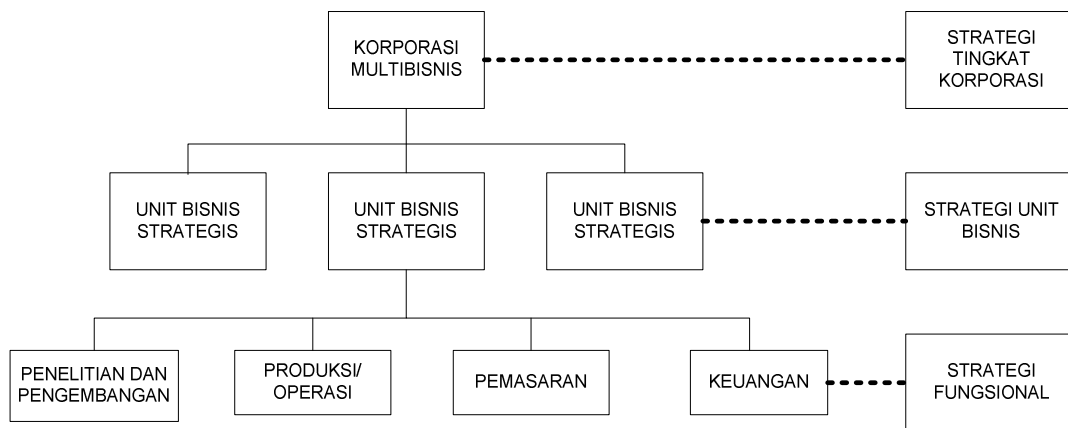 KORPORASI
MULTIBISNIS
STRATEGI
TINGKAT
KORPORASI
UNIT BISNIS
STRATEGIS
UNIT BISNIS
STRATEGIS
UNIT BISNIS
STRATEGIS
STRATEGI UNIT
BISNIS
PENELITIAN DAN
PENGEMBANGAN
PRODUKSI/
OPERASI
PEMASARAN
KEUANGAN
STRATEGI
FUNGSIONAL